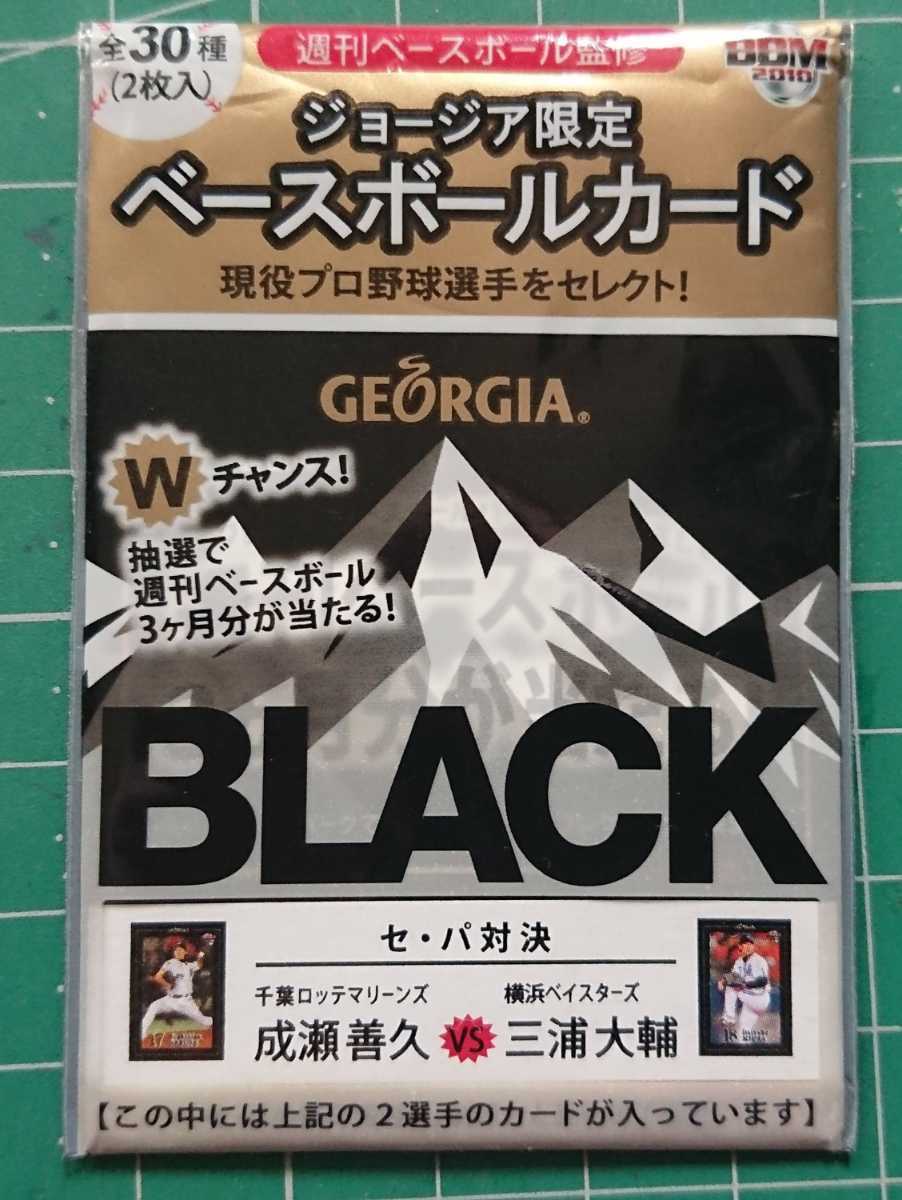 全30種
(2枚入)
週刊ベースボール監修
BBM
2010
ジョージア限定
ベースボールカード
現役プロ野球選手をセレクト!
GEORGIA®
Wチャンス!
抽選で
週刊ベースボール
3ヶ月分が当たる!
BLACK
セ・パ対決
千葉ロッテマリーンズ
成瀬善久
VS
横浜ベイスターズ
三浦大輔
18
【この中には上記の2選手のカードが入っています】